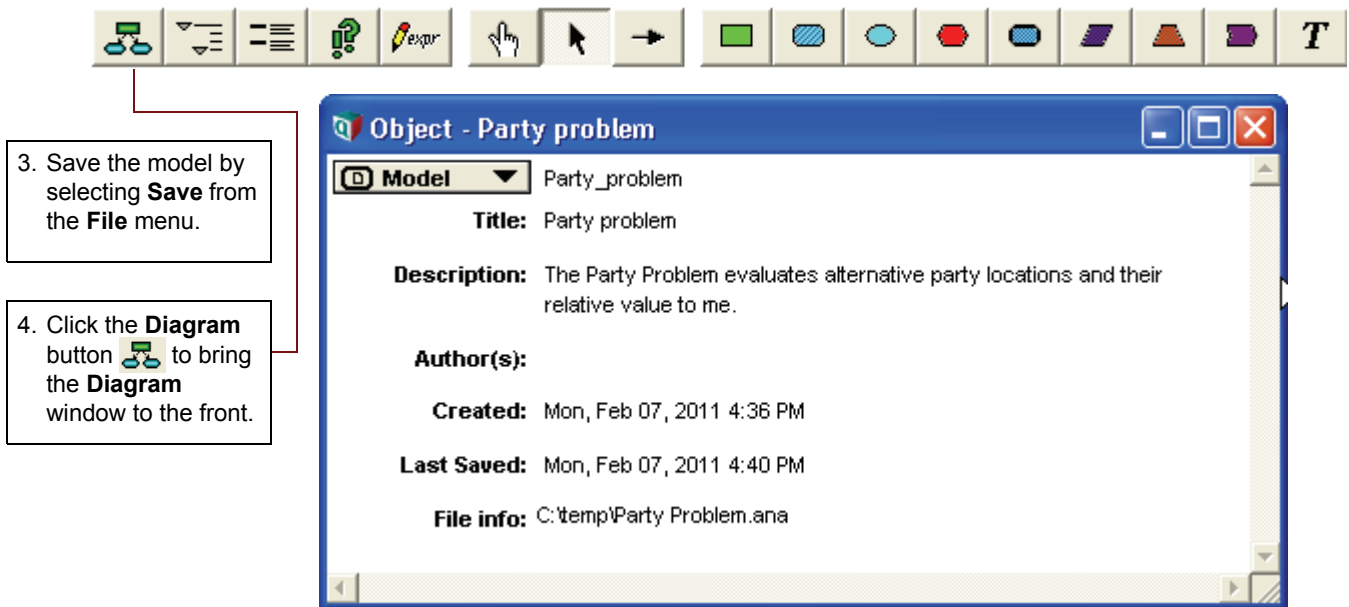 expr
T
3. Save the model by
selecting Save from
the File menu.
4. Click the Diagram
button to bring
the Diagram
window to the front.
Object - Party problem
D Model Party_problem
Title: Party problem
Description: The Party Problem evaluates alternative party locations and their
relative value to me.
Author(s):
Created: Mon, Feb 07, 2011 4:36 PM
Last Saved: Mon, Feb 07, 2011 4:40 PM
File info: C:\temp\Party Problem.ana